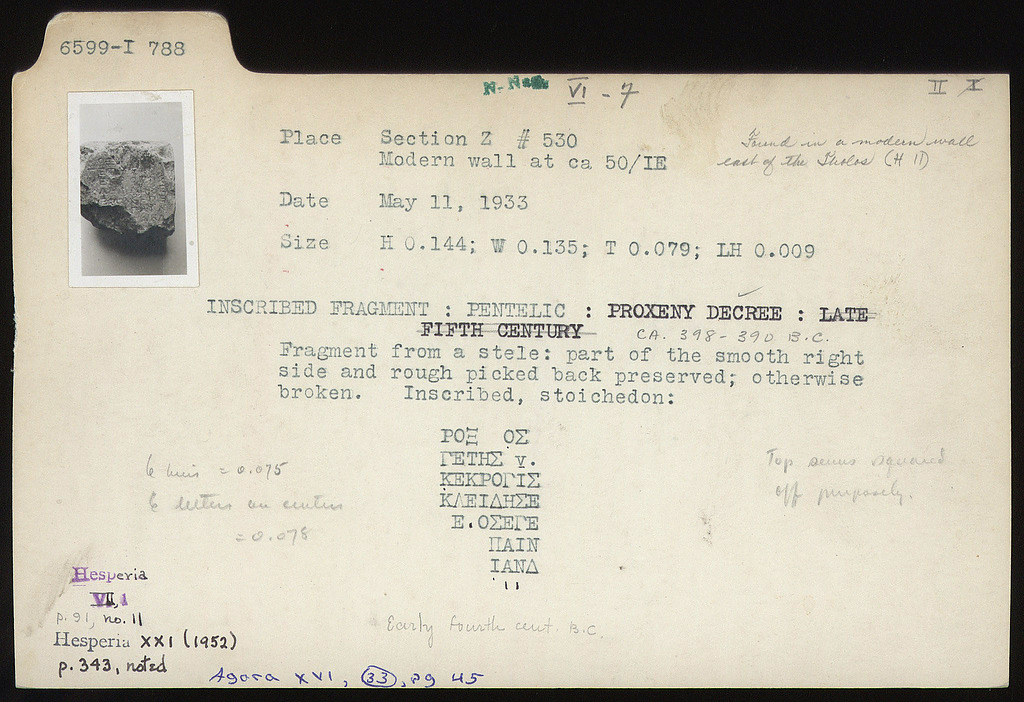 6599-I 788
VI - 7
II I
Place Section Z # 530
Modern wall at ca 50/ΙΕ
Found in a modern wall
east of the Tholos (H 11)
Date May 11, 1933
Size H 0.144; W 0.135; T 0.079; LH 0.009
INSCRIBED FRAGMENT : PENTELIC : PROXENY DECREE : LATE
FIFTH CENTURY CA. 398-390 B.C.
Fragment from a stele: part of the smooth right
side and rough picked back preserved; otherwise
broken. Inscribed, stoichedon:
ΡΟΞ ΟΣ
ΓΕΤΗΣ v.
ΚΕΚΡΟΓΙΣ
ΚΛΕΙΔΗΣΕ
Ε.ΟΣΕΓΕ
ΠΑΙΝ
ΙΑΝΔ
ΙΙ
6 lines = 0.075
6 letters on centers
= 0.078
Top seems squared
off purposely.
Hesperia
VII, 1
p. 91, no. 11
Hesperia XXI (1952)
p. 343, noted
Early fourth cent. B.C.
Agora XVI, 33, pg 45